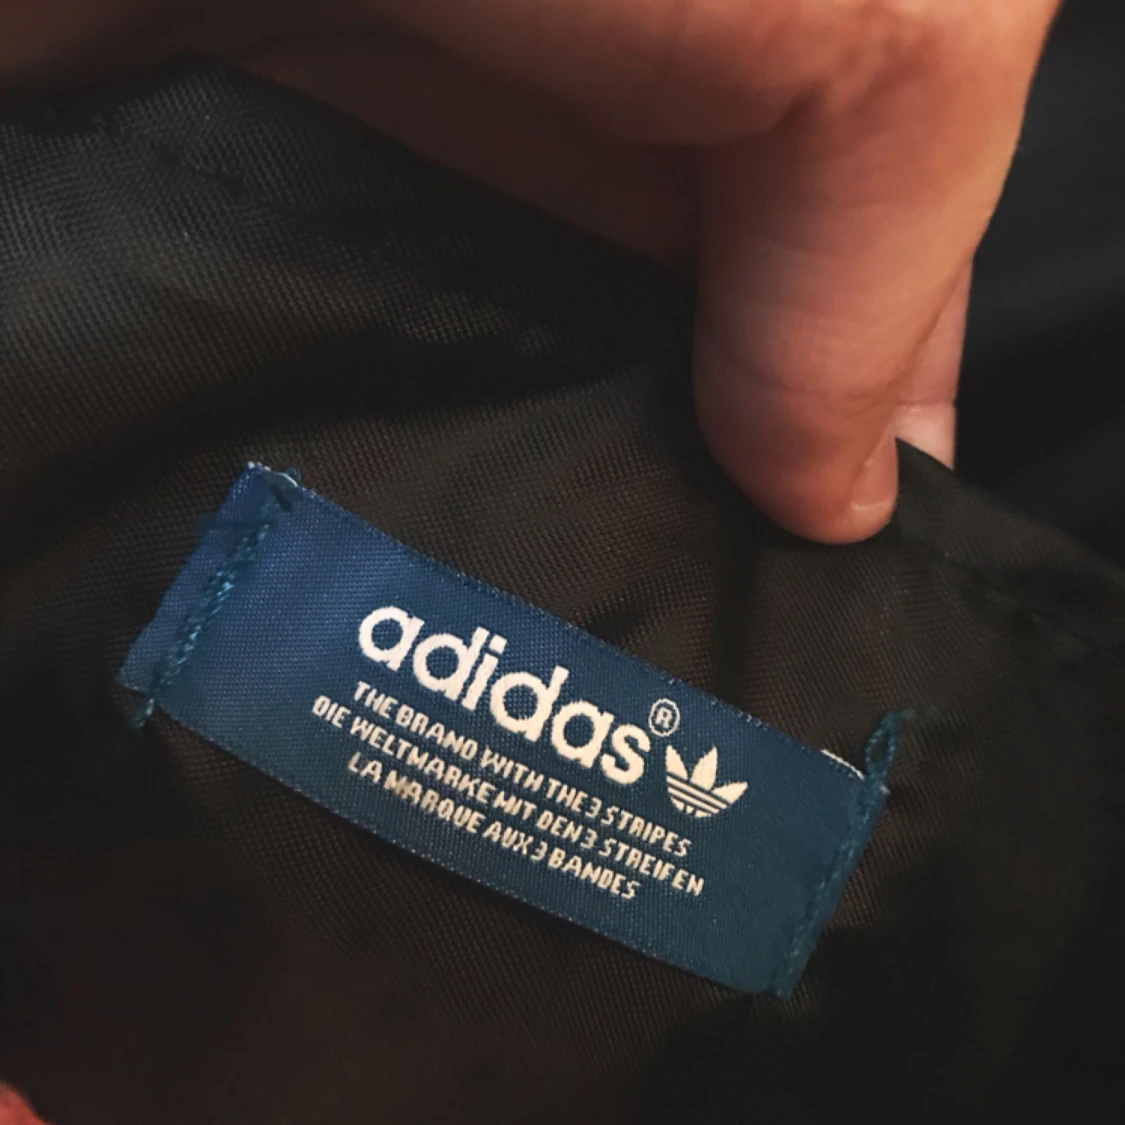 adidas®
THE BRAND WITH THE 3 STRIPES
DIE WELTMARKE MIT DEN 3 STREIFEN
LA MARQUE AUX 3 BANDES